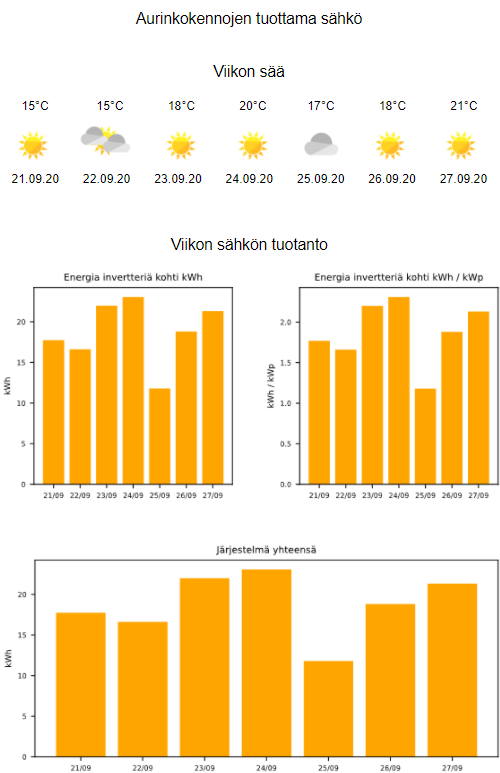 Aurinkokennojen tuottama sähkö
Viikon sää
15°C 15°C 18°C 20°C 17°C 18°C 21°C
21.09.20 22.09.20 23.09.20 24.09.20 25.09.20 26.09.20 27.09.20
Viikon sähkön tuotanto
Energia invertteriä kohti kWh
20
15
10
5
0
kWh
21/09 22/09 23/09 24/09 25/09 26/09 27/09
Energia invertteriä kohti kWh / kWp
2.0
1.5
1.0
0.5
0.0
kWh / kWp
21/09 22/09 23/09 24/09 25/09 26/09 27/09
Järjestelmä yhteensä
20
15
10
5
0
kWh
21/09 22/09 23/09 24/09 25/09 26/09 27/09